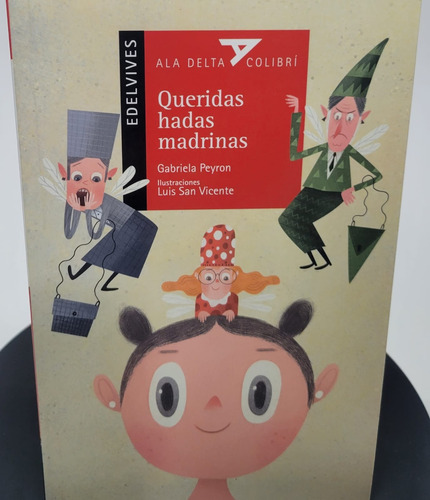 EDELVIVES
ALA DELTA COLIBRÍ
Queridas
hadas
madrinas
Gabriela Peyron
Ilustraciones
Luis San Vicente